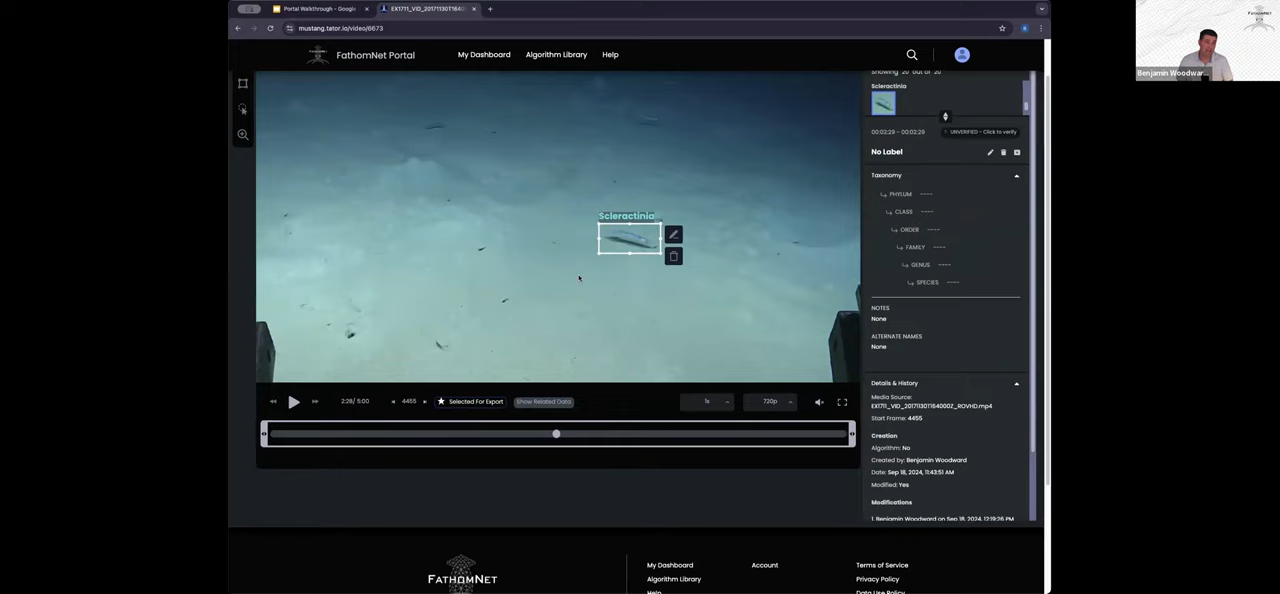 Portal Walkthrough - Google
EX1711_VID_20171130T1640
mustang.tator.io/video/6673
FathomNet Portal
My Dashboard
Algorithm Library
Help
Benjamin Woodwar...
Showing 20 out of 20
Scleractinia
00:02:29 - 00:02:29
UNVERIFIED - Click to verify
No Label
Taxonomy
PHYLUM ----
CLASS ----
ORDER ----
FAMILY ----
GENUS ----
SPECIES ----
NOTES
None
ALTERNATE NAMES
None
Details & History
Media Source:
EX1711_VID_20171130T164000Z_ROVHD.mp4
Start Frame: 4455
Creation
Algorithm: No
Created by: Benjamin Woodward
Date: Sep 18, 2024, 11:43:51 AM
Modified: Yes
Modifications
1. Benjamin Woodward on Sep 18, 2024, 12:19:26 PM
Scleractinia
2:28 / 5:00
4455
Selected For Export
Show Related Data
1s
720p
FATHOMNET
My Dashboard
Algorithm Library
Help
Account
Terms of Service
Privacy Policy
Data Use Policy